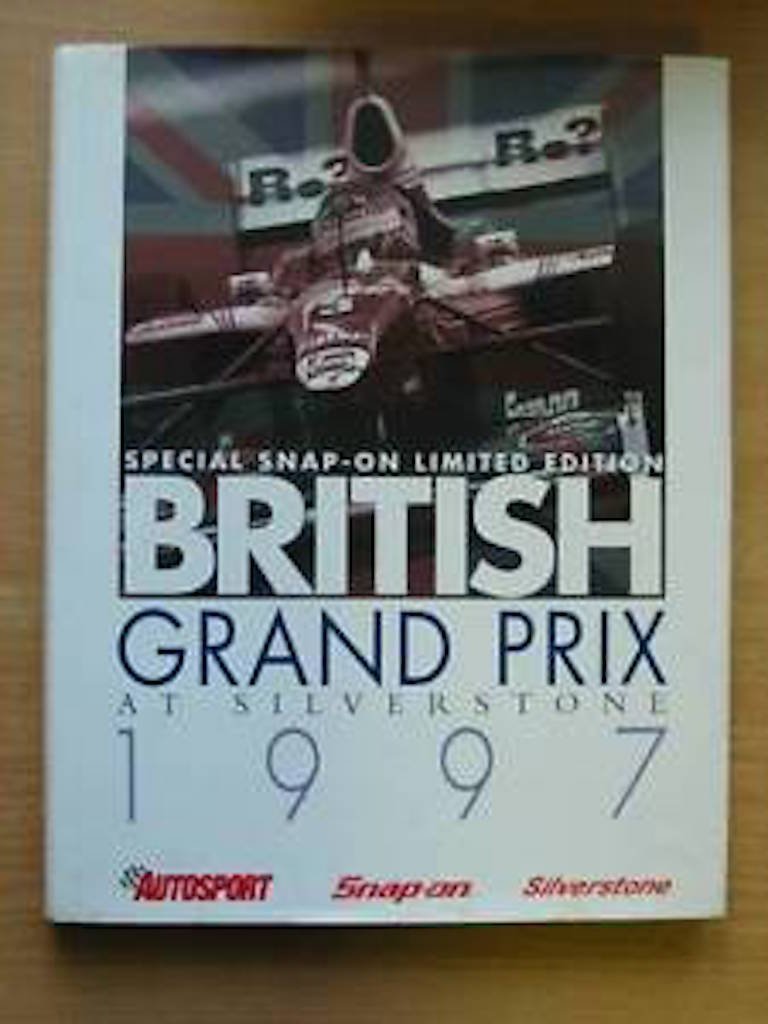 R.?
R.?
SPECIAL SNAP-ON LIMITED EDITION
BRITISH
GRAND PRIX
AT SILVERSTONE
1997
AUTOSPORT Snap-on Silverstone